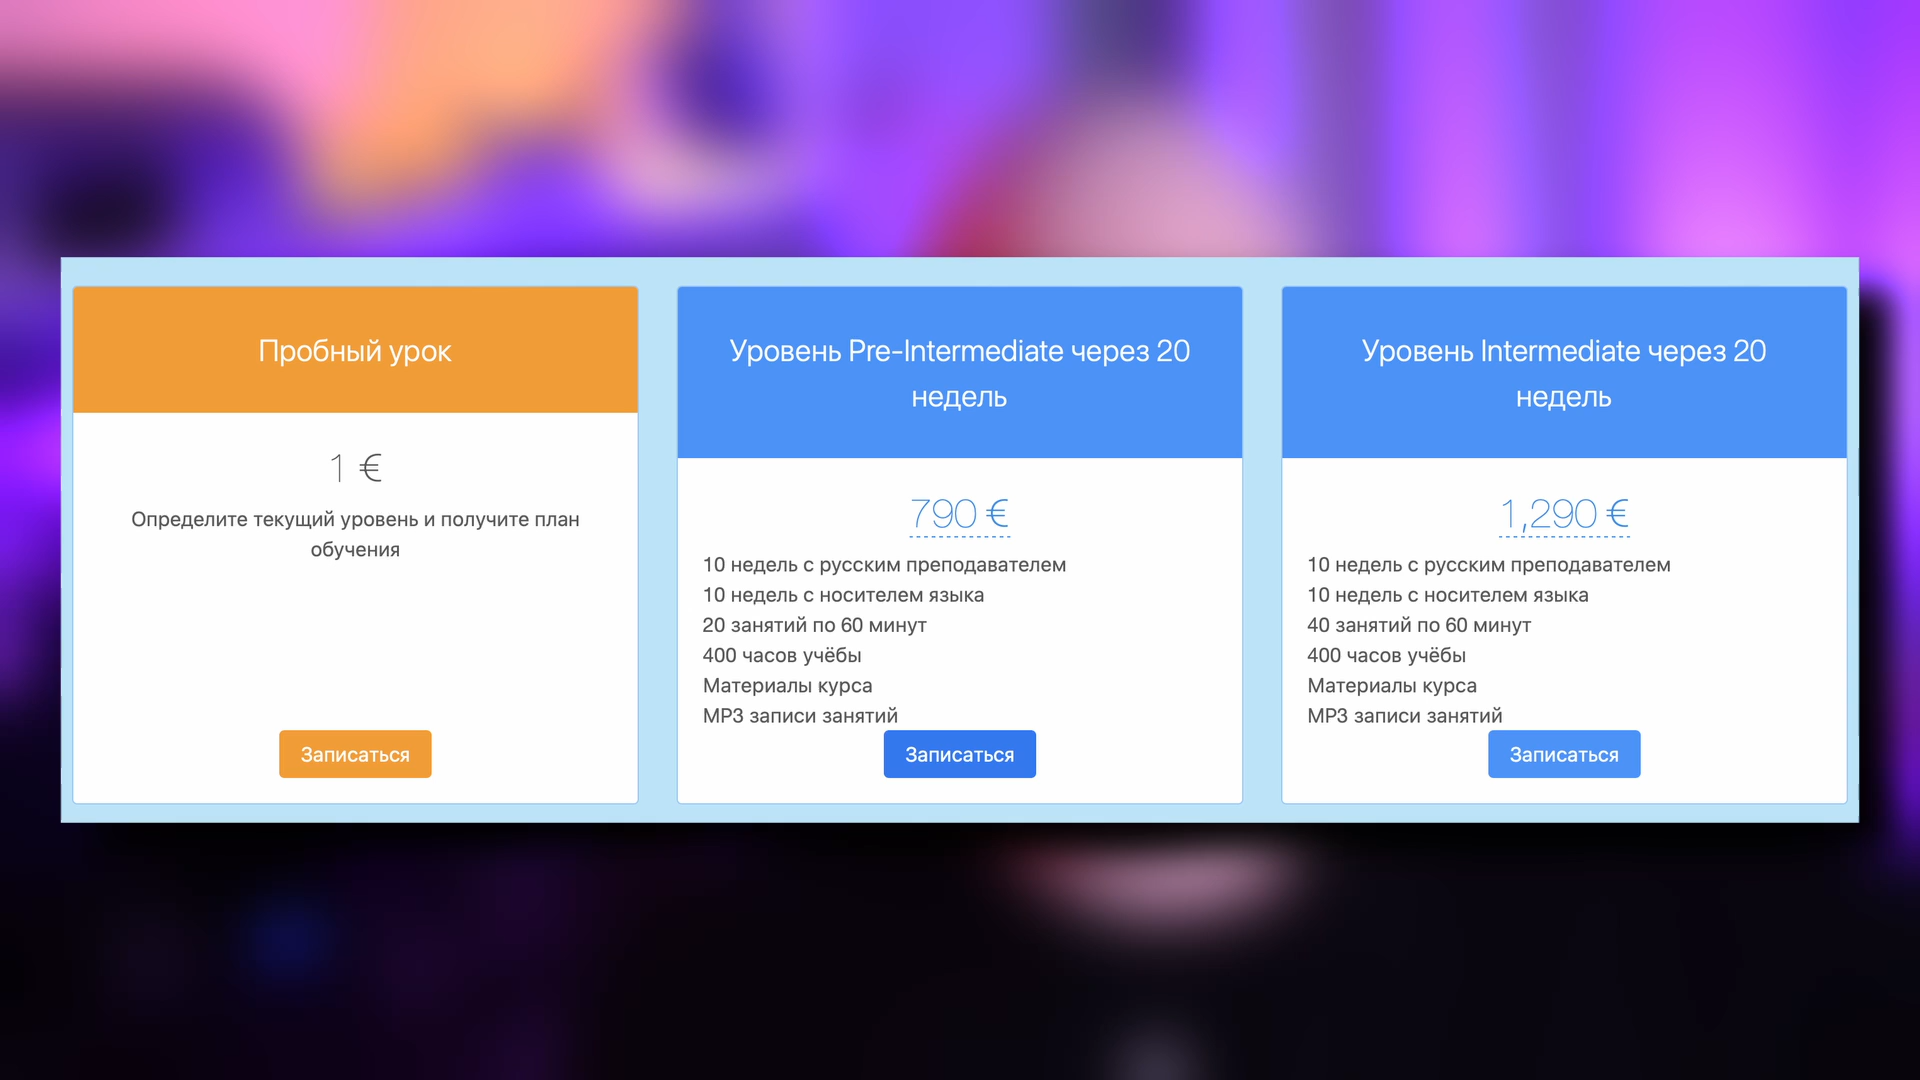 Пробный урок
1 €
Определите текущий уровень и получите план
обучения
Записаться
Уровень Pre-Intermediate через 20
недель
790 €
10 недель с русским преподавателем
10 недель с носителем языка
20 занятий по 60 минут
400 часов учёбы
Материалы курса
MP3 записи занятий
Записаться
Уровень Intermediate через 20
недель
1,290 €
10 недель с русским преподавателем
10 недель с носителем языка
40 занятий по 60 минут
400 часов учёбы
Материалы курса
MP3 записи занятий
Записаться